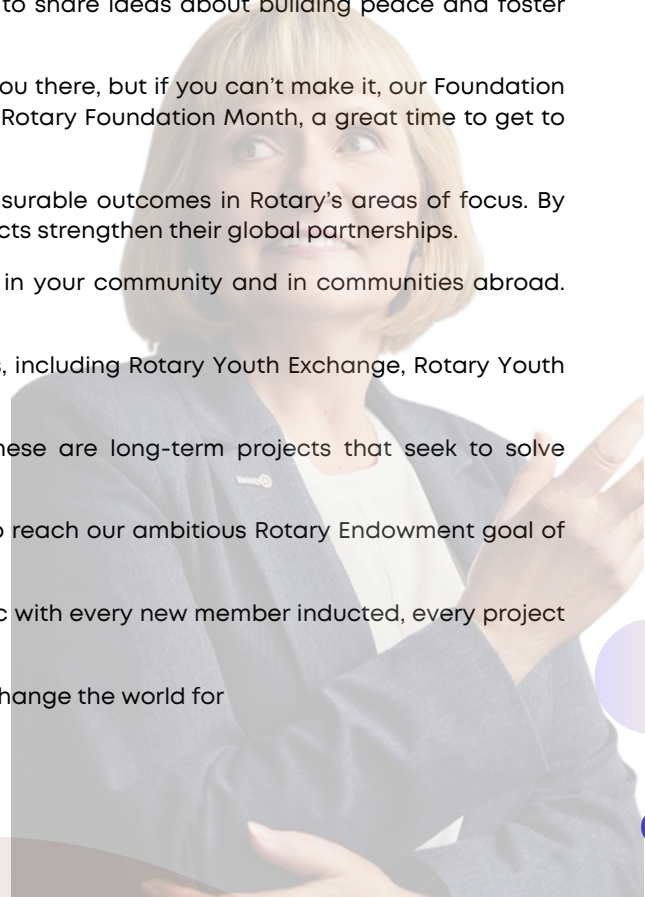 to share ideas about building peace and foster
ou there, but if you can’t make it, our Foundation
Rotary Foundation Month, a great time to get to
surable outcomes in Rotary’s areas of focus. By
cts strengthen their global partnerships.
in your community and in communities abroad.
, including Rotary Youth Exchange, Rotary Youth
hese are long-term projects that seek to solve
o reach our ambitious Rotary Endowment goal of
c with every new member inducted, every project
hange the world for